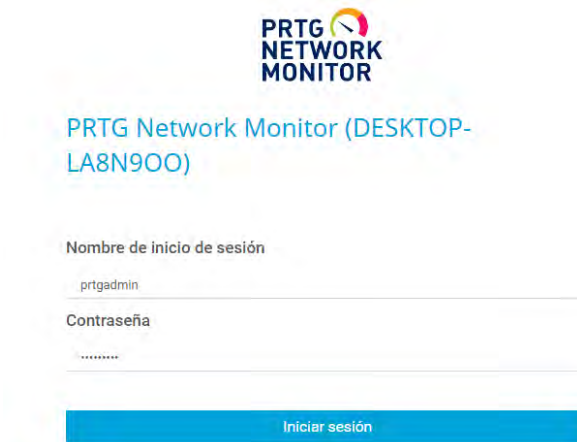 PRTG
NETWORK
MONITOR
PRTG Network Monitor (DESKTOP-
LA8N9OO)
Nombre de inicio de sesión
prtgadmin
Contraseña
.........
Iniciar sesión